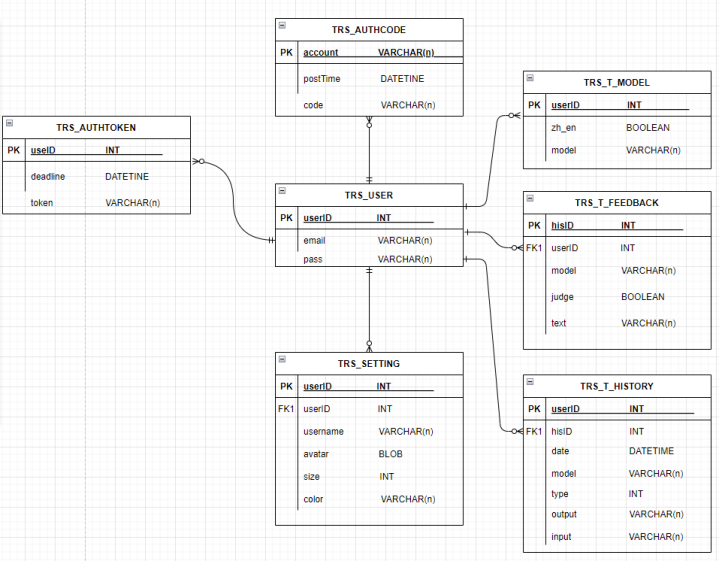 TRS_AUTHCODE
PK account VARCHAR(n)
postTime DATETINE
code VARCHAR(n)
TRS_AUTHTOKEN
PK useID INT
deadline DATETINE
token VARCHAR(n)
TRS_USER
PK userID INT
email VARCHAR(n)
pass VARCHAR(n)
TRS_SETTING
PK userID INT
FK1 userID INT
username VARCHAR(n)
avatar BLOB
size INT
color VARCHAR(n)
TRS_T_MODEL
PK userID INT
zh_en BOOLEAN
model VARCHAR(n)
TRS_T_FEEDBACK
PK hisID INT
FK1 userID INT
model VARCHAR(n)
judge BOOLEAN
text VARCHAR(n)
TRS_T_HISTORY
PK userID INT
FK1 hisID INT
date DATETIME
model VARCHAR(n)
type INT
output VARCHAR(n)
input VARCHAR(n)